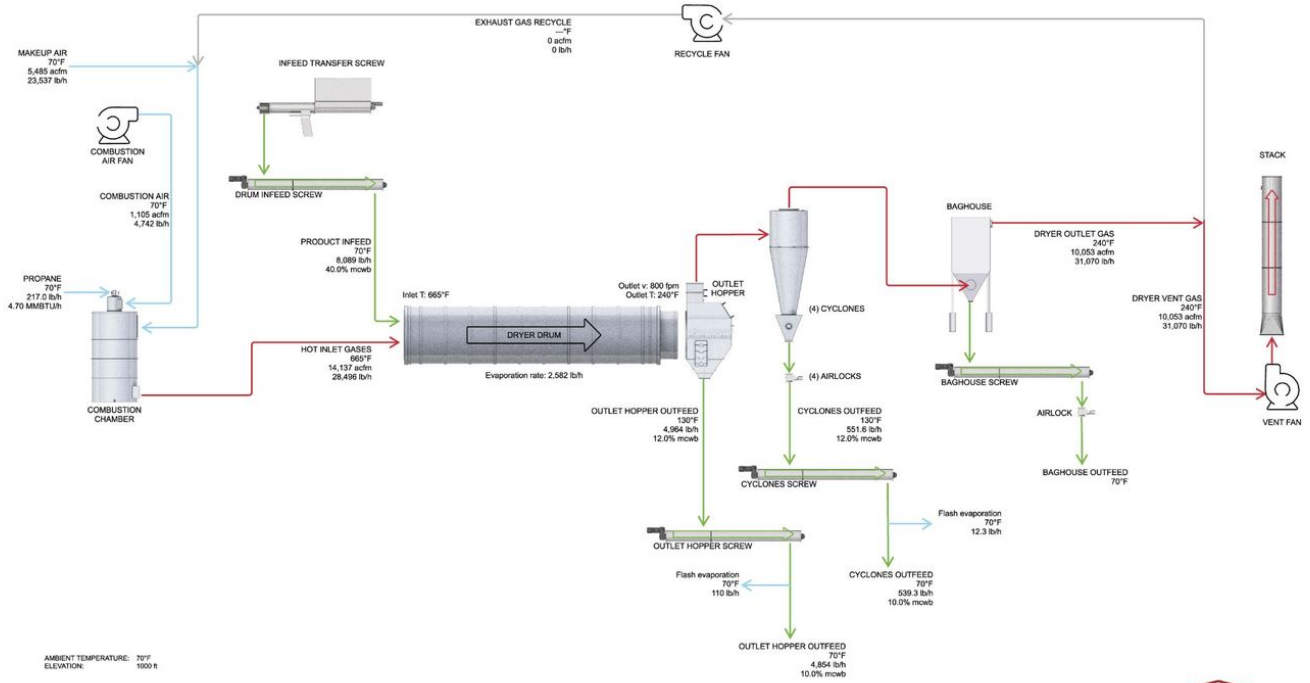 EXHAUST GAS RECYCLE
---°F
0 acfm
0 lb/h
RECYCLE FAN
MAKEUP AIR
70°F
5,485 acfm
23,537 lb/h
INFEED TRANSFER SCREW
COMBUSTION
AIR FAN
DRUM INFEED SCREW
COMBUSTION AIR
70°F
1,105 acfm
4,742 lb/h
PRODUCT INFEED
70°F
8,089 lb/h
40.0% mcwb
PROPANE
70°F
217.0 lb/h
4.70 MMBTU/h
COMBUSTION
CHAMBER
HOT INLET GASES
665°F
14,137 acfm
28,496 lb/h
Inlet T: 665°F
Outlet v: 800 fpm
Outlet T: 240°F
DRYER DRUM
Evaporation rate: 2,582 lb/h
OUTLET
HOPPER
(4) CYCLONES
(4) AIRLOCKS
OUTLET HOPPER OUTFEED
130°F
4,964 lb/h
12.0% mcwb
CYCLONES OUTFEED
130°F
551.6 lb/h
12.0% mcwb
CYCLONES SCREW
OUTLET HOPPER SCREW
Flash evaporation
70°F
110 lb/h
Flash evaporation
70°F
12.3 lb/h
CYCLONES OUTFEED
70°F
539.3 lb/h
10.0% mcwb
OUTLET HOPPER OUTFEED
70°F
4,854 lb/h
10.0% mcwb
BAGHOUSE
DRYER OUTLET GAS
240°F
10,053 acfm
31,070 lb/h
DRYER VENT GAS
240°F
10,053 acfm
31,070 lb/h
BAGHOUSE SCREW
AIRLOCK
BAGHOUSE OUTFEED
70°F
STACK
VENT FAN
AMBIENT TEMPERATURE: 70°F
ELEVATION: 1000 ft